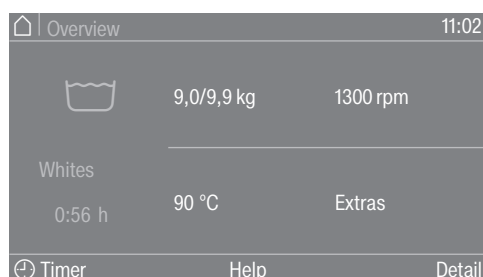 Overview 11:02
9,0/9,9 kg 1300 rpm
Whites
0:56 h
90 °C Extras
Timer Help Detail